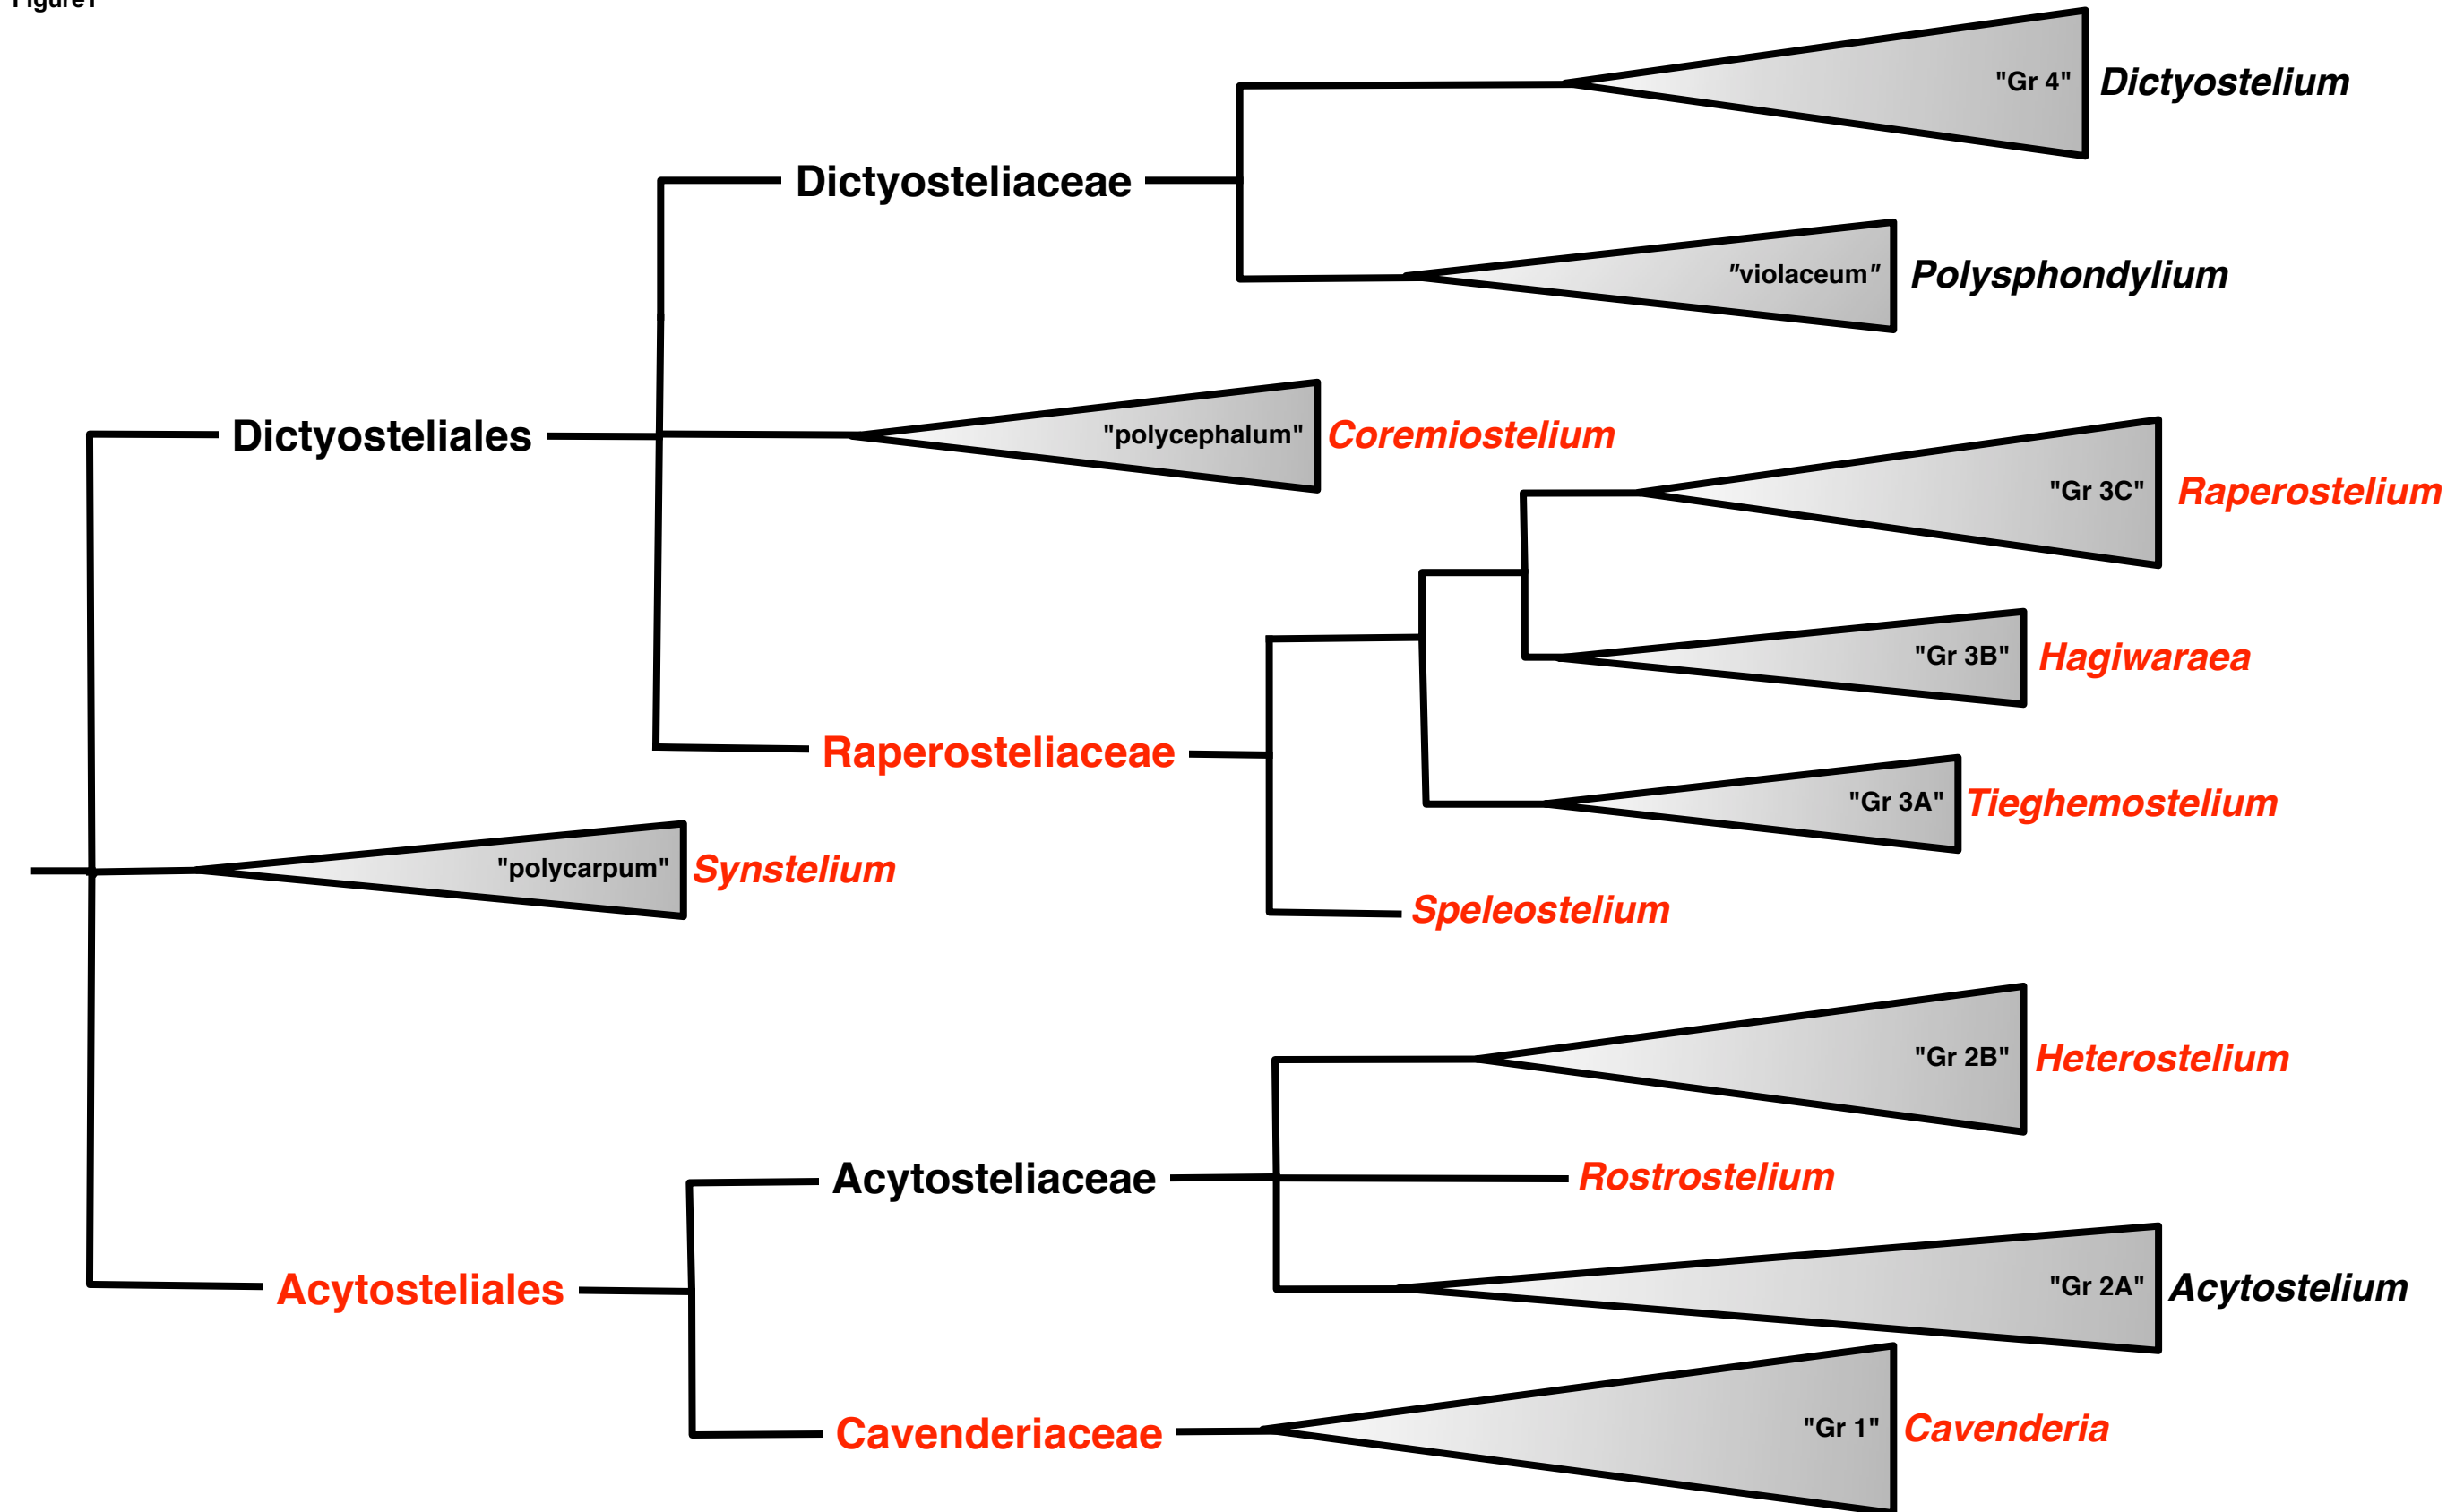 Figure1
"Gr 4" Dictyostelium
Dictyosteliaceae
"violaceum" Polysphondylium
"polycephalum" Coremiostelium
Dictyosteliales
"Gr 3C" Raperostelium
"Gr 3B" Hagiwaraea
Raperosteliaceae
"Gr 3A" Tieghemostelium
"polycarpum" Synstelium
Speleostelium
"Gr 2B" Heterostelium
Acytosteliaceae
Rostrostelium
Acytosteliales
"Gr 2A" Acytostelium
Cavenderiaceae
"Gr 1" Cavenderia